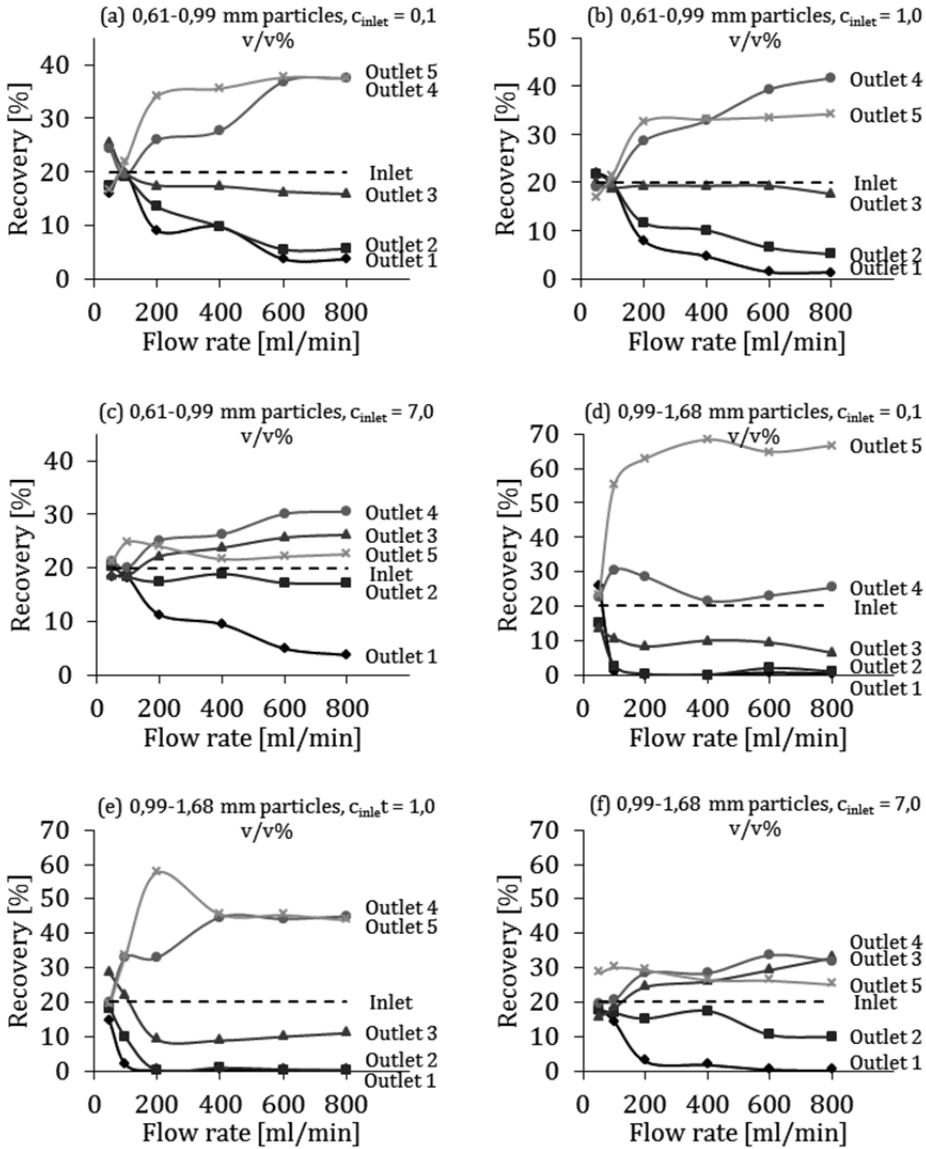 (a) 0,61-0,99 mm particles, cinlet = 0,1
v/v%
Recovery [%]
40
30
20
10
0
Outlet 5
Outlet 4
Inlet
Outlet 3
Outlet 2
Outlet 1
0 200 400 600 800
Flow rate [ml/min]
(b) 0,61-0,99 mm particles, cinlet = 1,0
v/v%
Recovery [%]
50
40
30
20
10
0
Outlet 4
Outlet 5
Inlet
Outlet 3
Outlet 2
Outlet 1
0 200 400 600 800
Flow rate [ml/min]
(c) 0,61-0,99 mm particles, cinlet = 7,0
v/v%
Recovery [%]
40
30
20
10
0
Outlet 4
Outlet 3
Outlet 5
Inlet
Outlet 2
Outlet 1
0 200 400 600 800
Flow rate [ml/min]
(d) 0,99-1,68 mm particles, cinlet = 0,1
v/v%
Recovery [%]
70
60
50
40
30
20
10
0
Outlet 5
Outlet 4
Inlet
Outlet 3
Outlet 2
Outlet 1
0 200 400 600 800
Flow rate [ml/min]
(e) 0,99-1,68 mm particles, cinlet = 1,0
v/v%
Recovery [%]
70
60
50
40
30
20
10
0
Outlet 4
Outlet 5
Inlet
Outlet 3
Outlet 2
Outlet 1
0 200 400 600 800
Flow rate [ml/min]
(f) 0,99-1,68 mm particles, cinlet = 7,0
v/v%
Recovery [%]
70
60
50
40
30
20
10
0
Outlet 4
Outlet 3
Outlet 5
Inlet
Outlet 2
Outlet 1
0 200 400 600 800
Flow rate [ml/min]